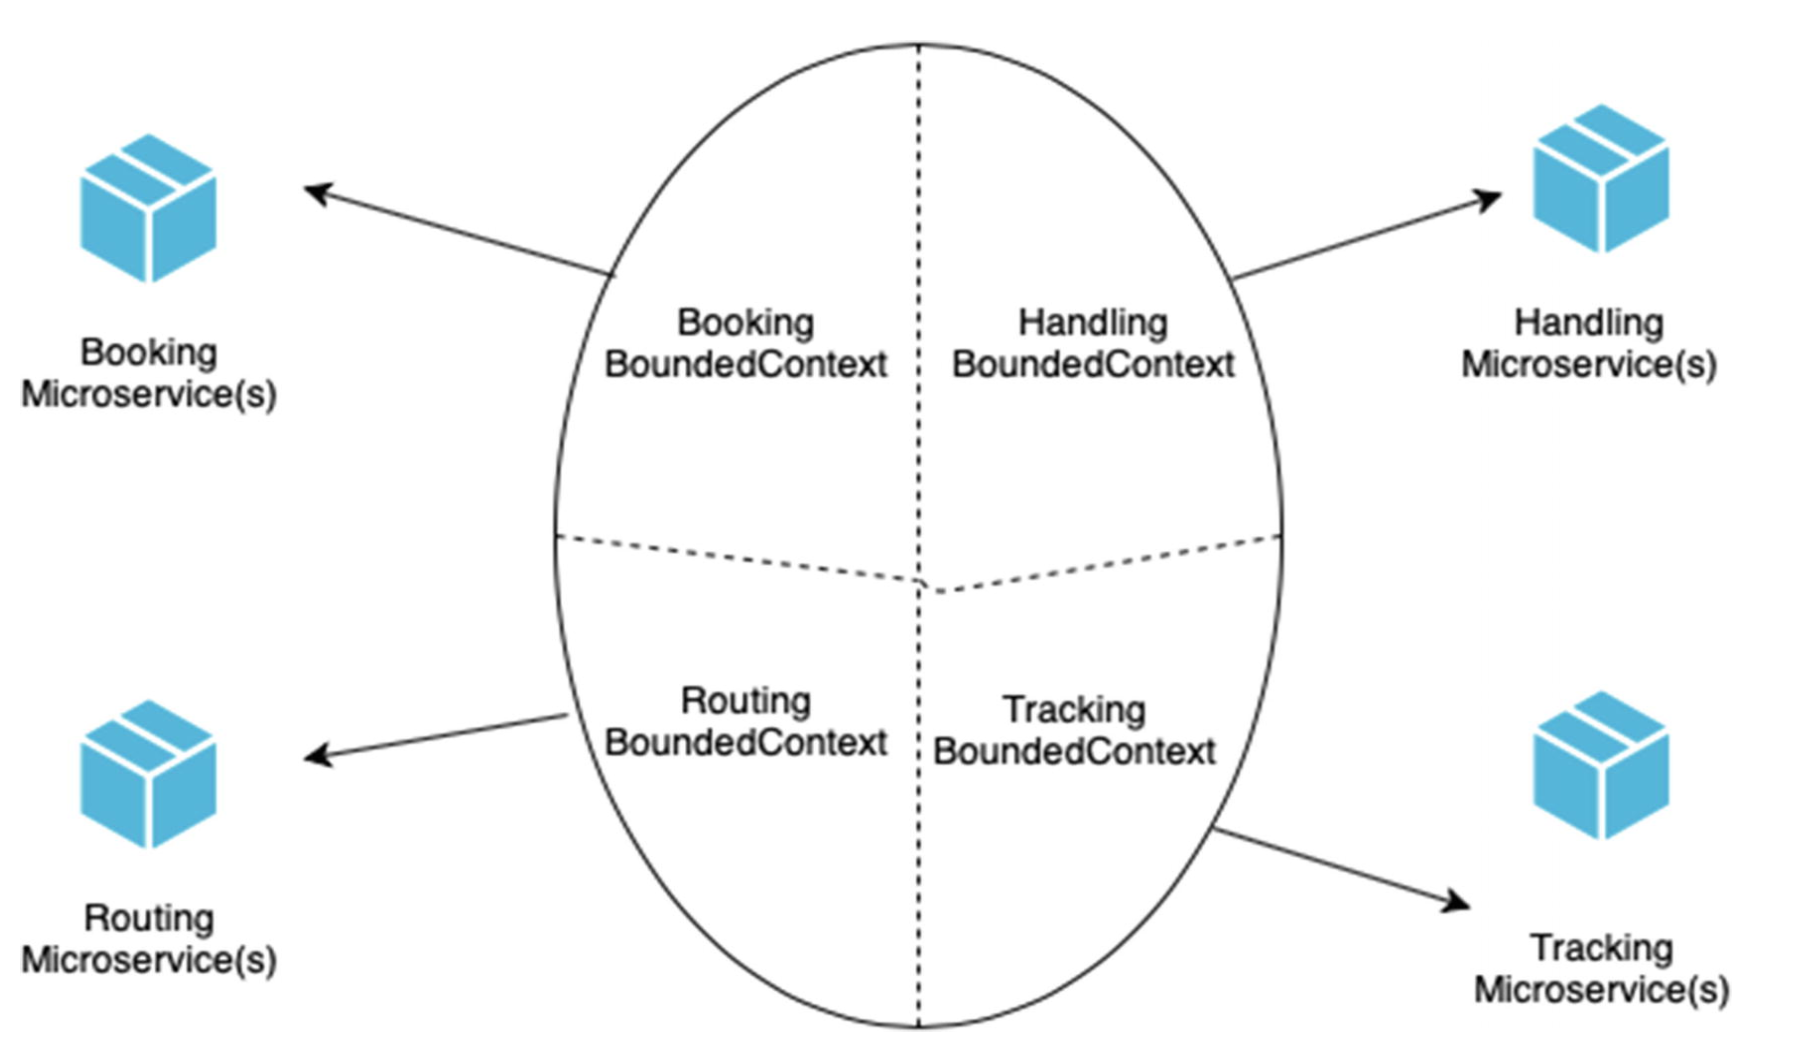 Booking
Microservice(s)
Booking
BoundedContext
Handling
BoundedContext
Handling
Microservice(s)
Routing
Microservice(s)
Routing
BoundedContext
Tracking
BoundedContext
Tracking
Microservice(s)